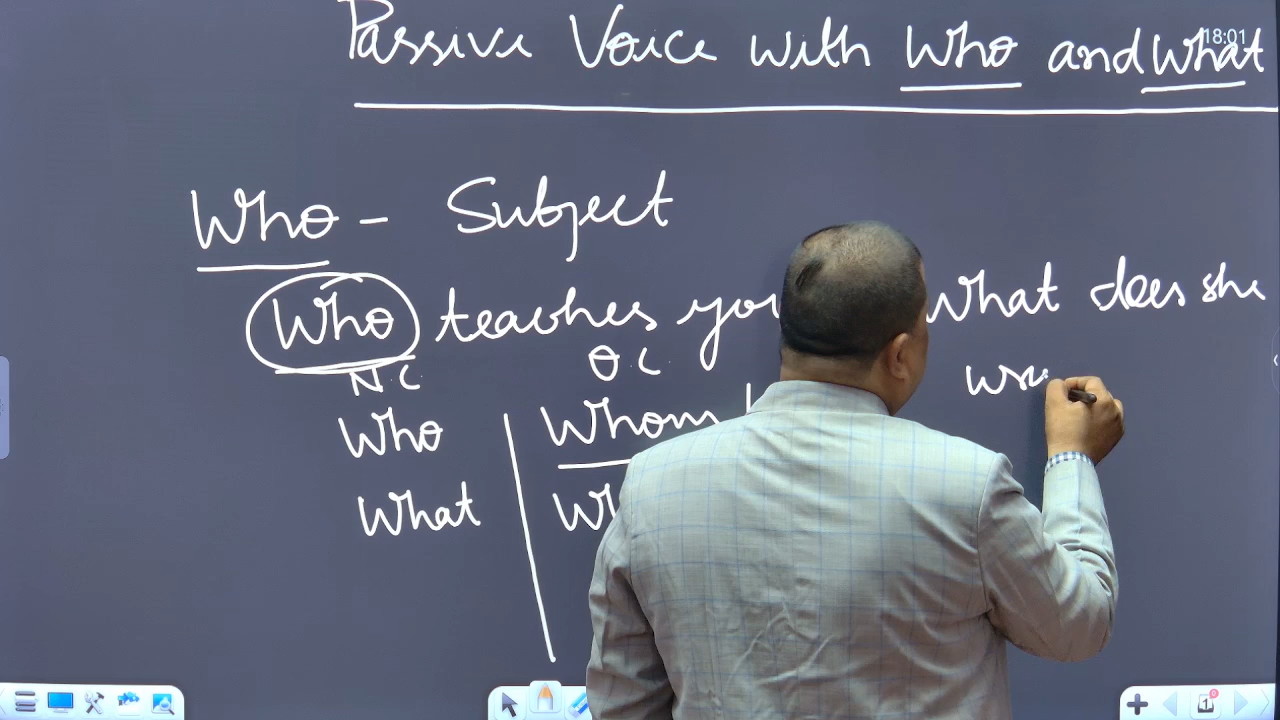 Passive Voice with Who and What
18:01
Who - Subject
Who teaches you What does she
N.C. O.C
Who Whom
What
1